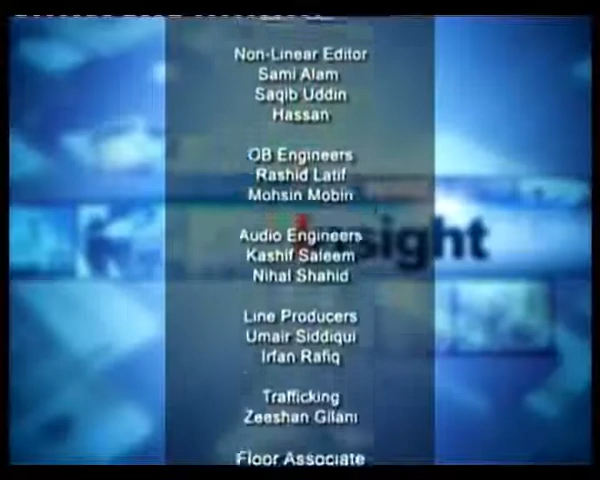 Non-Linear Editor
Sami Alam
Saqib Uddin
Hassan
OB Engineers
Rashid Latif
Mohsin Mobin
Audio Engineers
insight
Kashif Saleem
Nihal Shahid
Line Producers
Umair Siddiqui
Irfan Rafiq
Trafficking
Zeeshan Gilani
Floor Associate